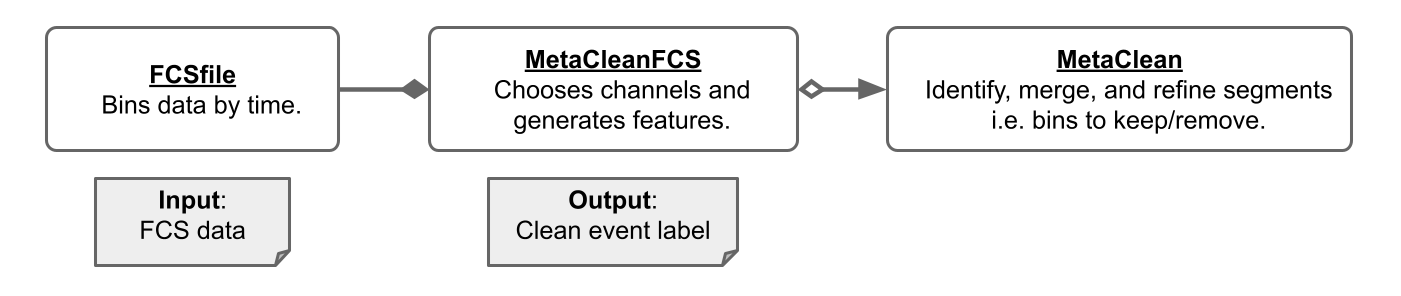 FCSfile
Bins data by time.
MetaCleanFCS
Chooses channels and
generates features.
MetaClean
Identify, merge, and refine segments
i.e. bins to keep/remove.
Input:
FCS data
Output:
Clean event label